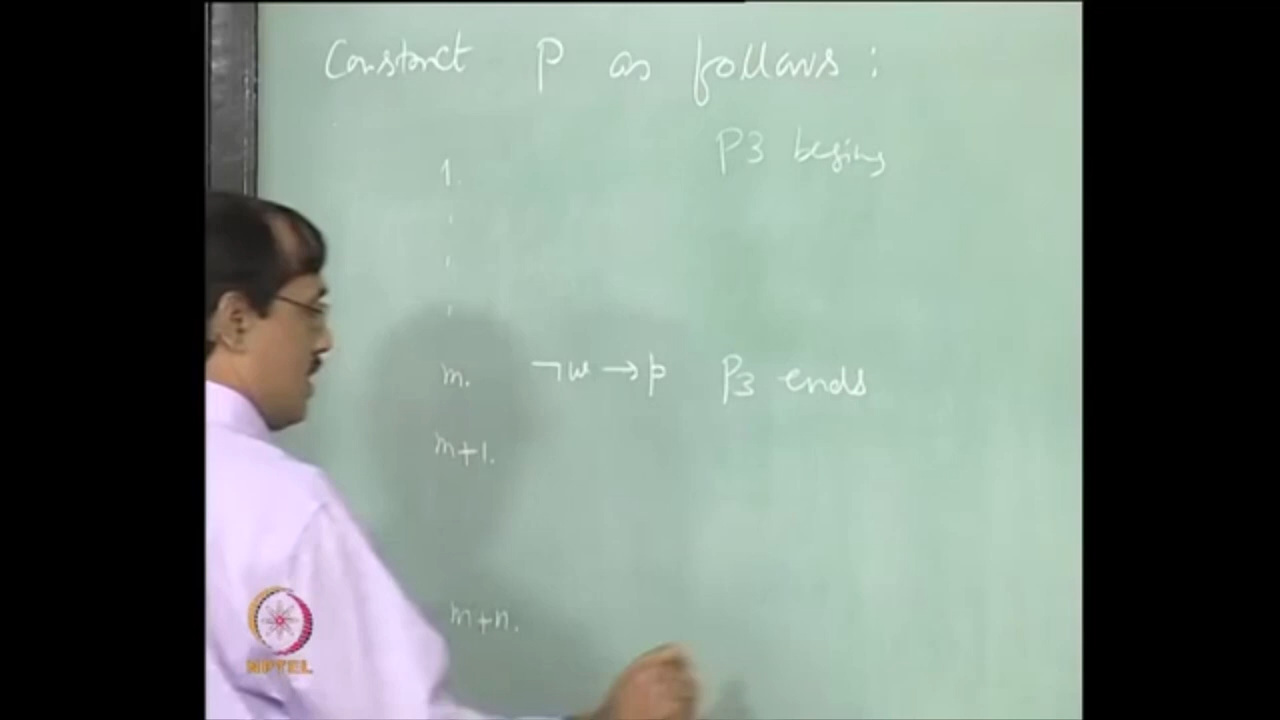 Construct P as follows :
P3 begins
1.
m. ¬w → p P3 ends
m+1.
m+n.
NPTEL